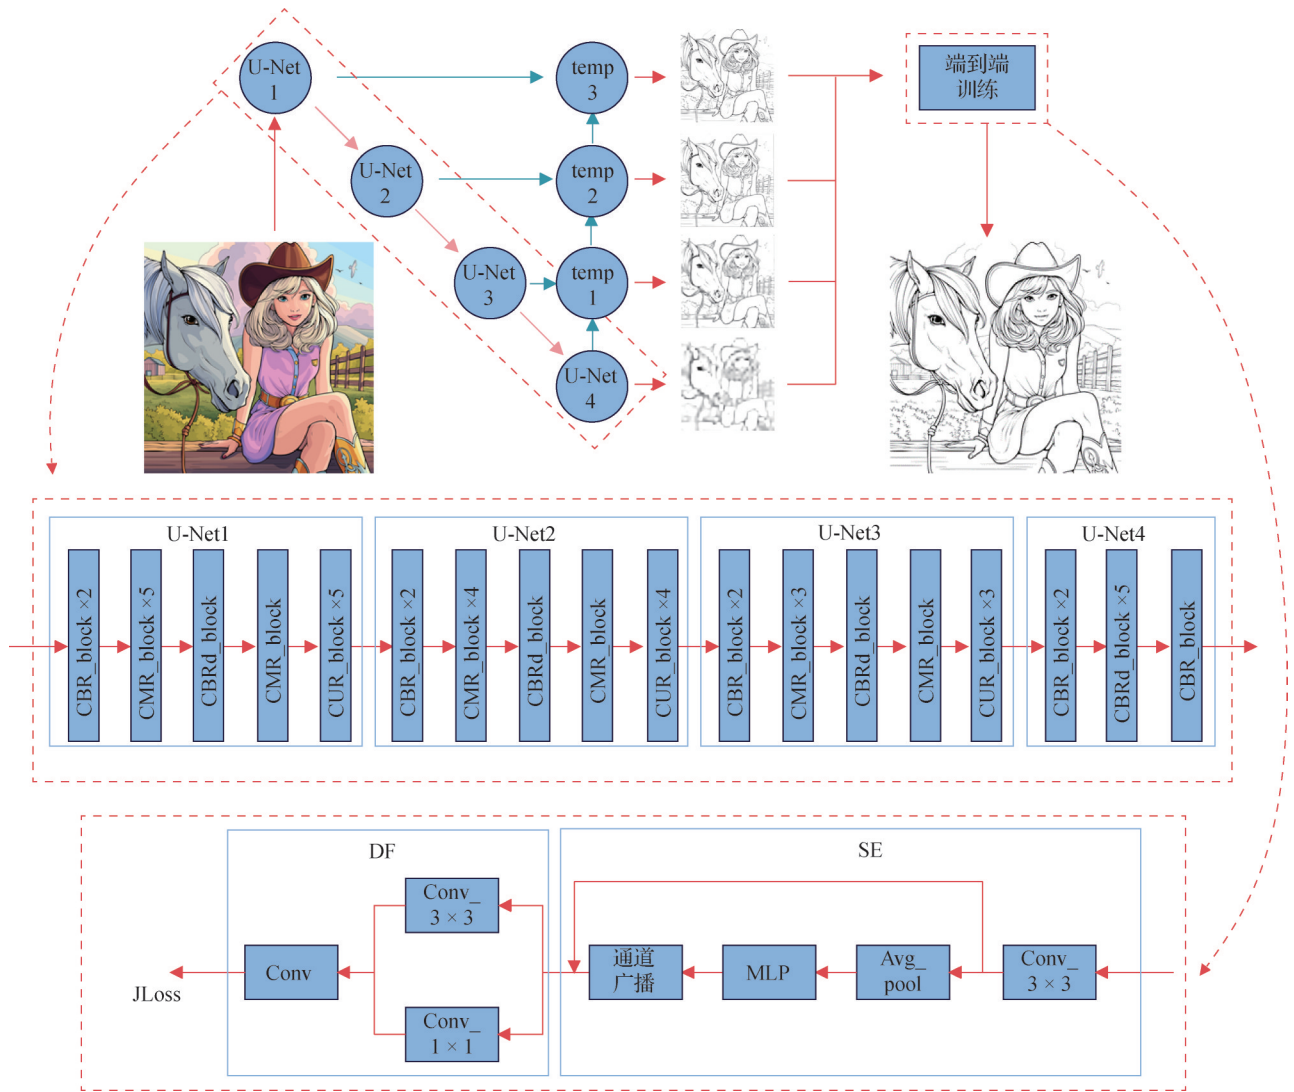 U-Net
1
temp
3
端到端
训练
U-Net
2
temp
2
U-Net
3
temp
1
U-Net
4
U-Net1
U-Net2
U-Net3
U-Net4
CBR_block ×2
CMR_block ×5
CBRd_block
CMR_block
CUR_block ×5
CBR_block ×2
CMR_block ×4
CBRd_block
CMR_block
CUR_block ×4
CBR_block ×2
CMR_block ×3
CBRd_block
CMR_block
CUR_block ×3
CBR_block ×2
CBRd_block ×5
CBR_block
DF
SE
Conv_
3 × 3
Conv
JLoss
Conv_
1 × 1
通道
广播
MLP
Avg_
pool
Conv_
3 × 3